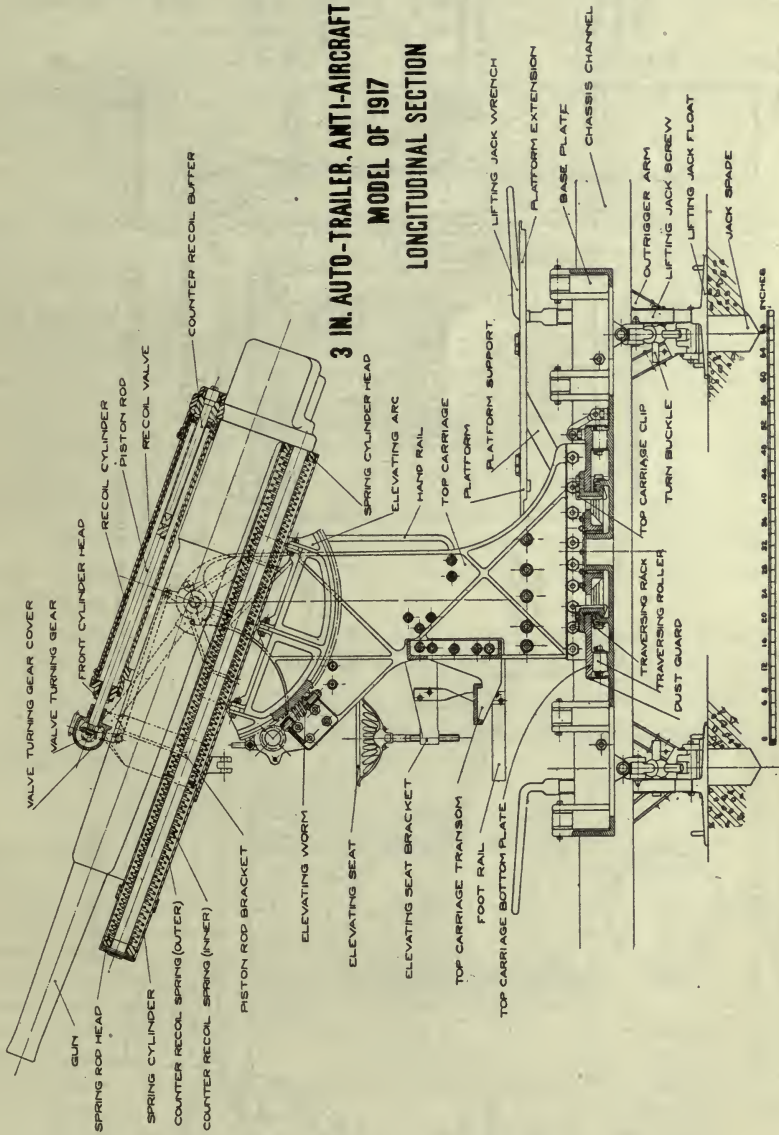 3 IN. AUTO-TRAILER, ANTI-AIRCRAFT
MODEL OF 1917
LONGITUDINAL SECTION
VALVE TURNING GEAR COVER
VALVE TURNING GEAR
FRONT CYLINDER HEAD
RECOIL CYLINDER
PISTON ROD
RECOIL VALVE
COUNTER RECOIL BUFFER
GUN
SPRING ROD HEAD
SPRING CYLINDER
COUNTER RECOIL SPRING (OUTER)
COUNTER RECOIL SPRING (INNER)
PISTON ROD BRACKET
ELEVATING WORM
ELEVATING SEAT
ELEVATING SEAT BRACKET
TOP CARRIAGE TRANSOM
FOOT RAIL
TOP CARRIAGE BOTTOM PLATE
SPRING CYLINDER HEAD
ELEVATING ARC
HAND RAIL
TOP CARRIAGE
PLATFORM
PLATFORM SUPPORT
LIFTING JACK WRENCH
PLATFORM EXTENSION
BASE PLATE
CHASSIS CHANNEL
TRAVERSING RACK
TRAVERSING ROLLER
DUST GUARD
TOP CARRIAGE CLIP
TURN BUCKLE
OUTRIGGER ARM
LIFTING JACK SCREW
LIFTING JACK FLOAT
JACK SPADE
INCHES